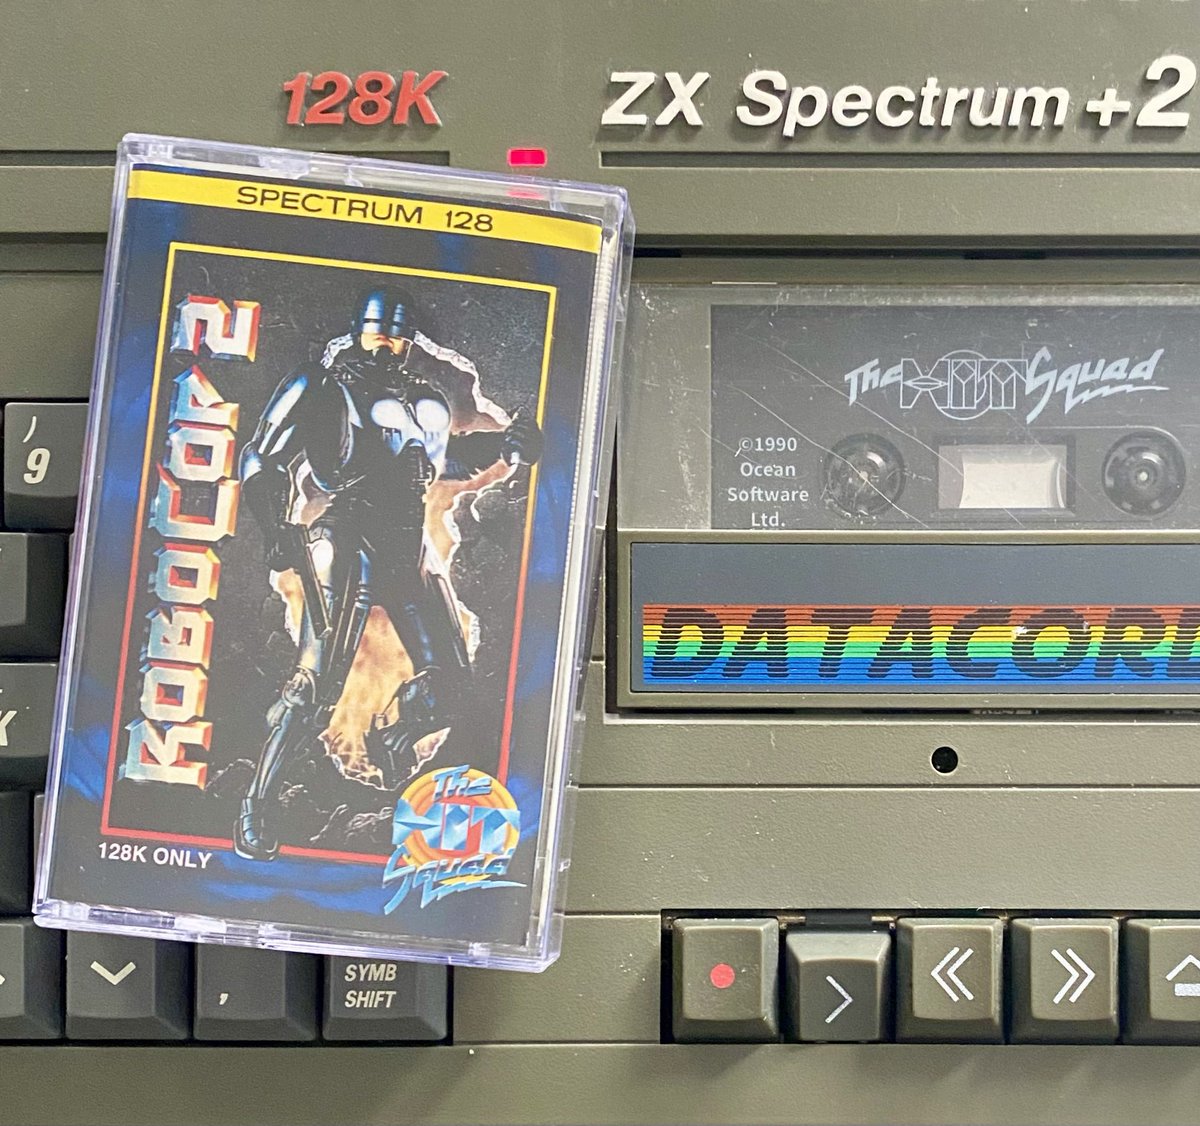 128K
ZX Spectrum +2
SPECTRUM 128
ROBOCOP 2
The
HIT
Squad
128K ONLY
The HIT Squad
©1990
Ocean
Software
Ltd.
DATACOR
)
9
K
,
SYMB
SHIFT